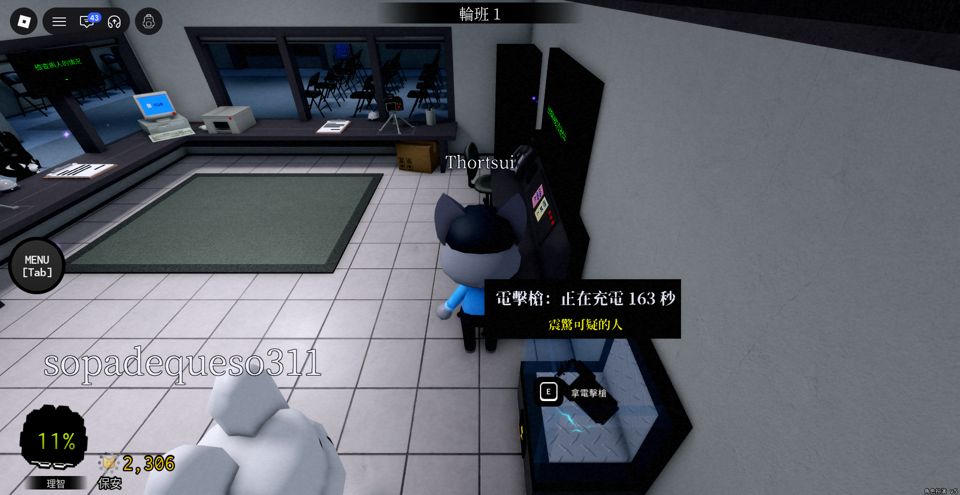 43
輪班 1
Thortsui
MENU
[Tab]
電擊槍: 正在充電 163 秒
震驚可疑的人
sopadequeso311
E
拿電擊槍
11%
2,306
理智
保安